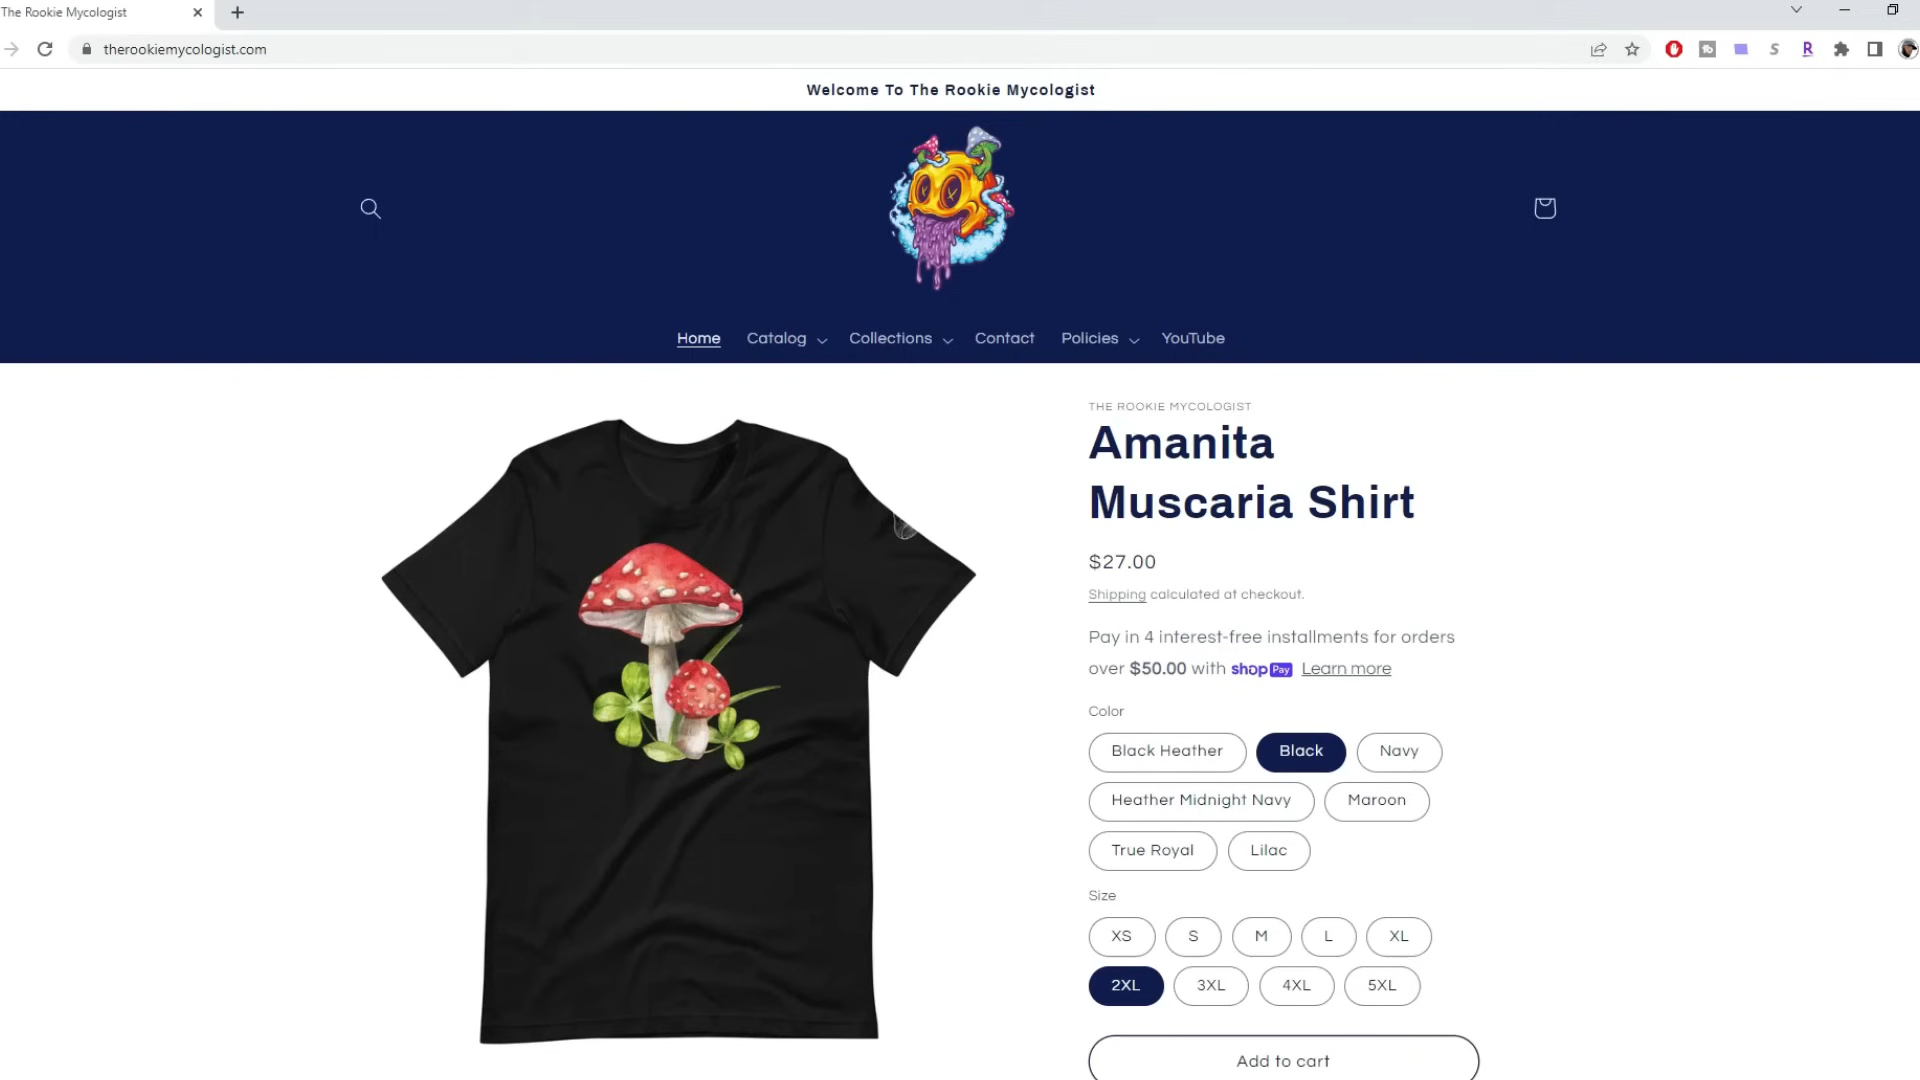 The Rookie Mycologist
therookiemycologist.com
Welcome To The Rookie Mycologist
Home Catalog Collections Contact Policies YouTube
THE ROOKIE MYCOLOGIST
Amanita
Muscaria Shirt
$27.00
Shipping calculated at checkout.
Pay in 4 interest-free installments for orders
over $50.00 with shop Pay Learn more
Color
Black Heather Black Navy
Heather Midnight Navy Maroon
True Royal Lilac
Size
XS S M L XL
2XL 3XL 4XL 5XL
Add to cart